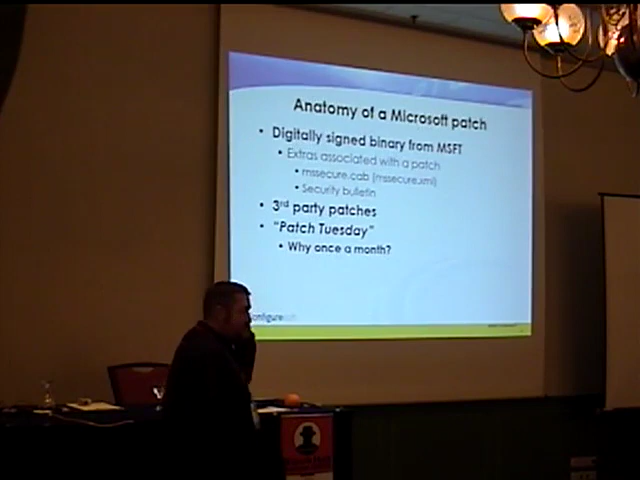 Anatomy of a Microsoft patch
• Digitally signed binary from MSFT
• Extras associated with a patch
• mssecure.cab (mssecure.xml)
• Security bulletin
• 3rd party patches
• "Patch Tuesday"
• Why once a month?